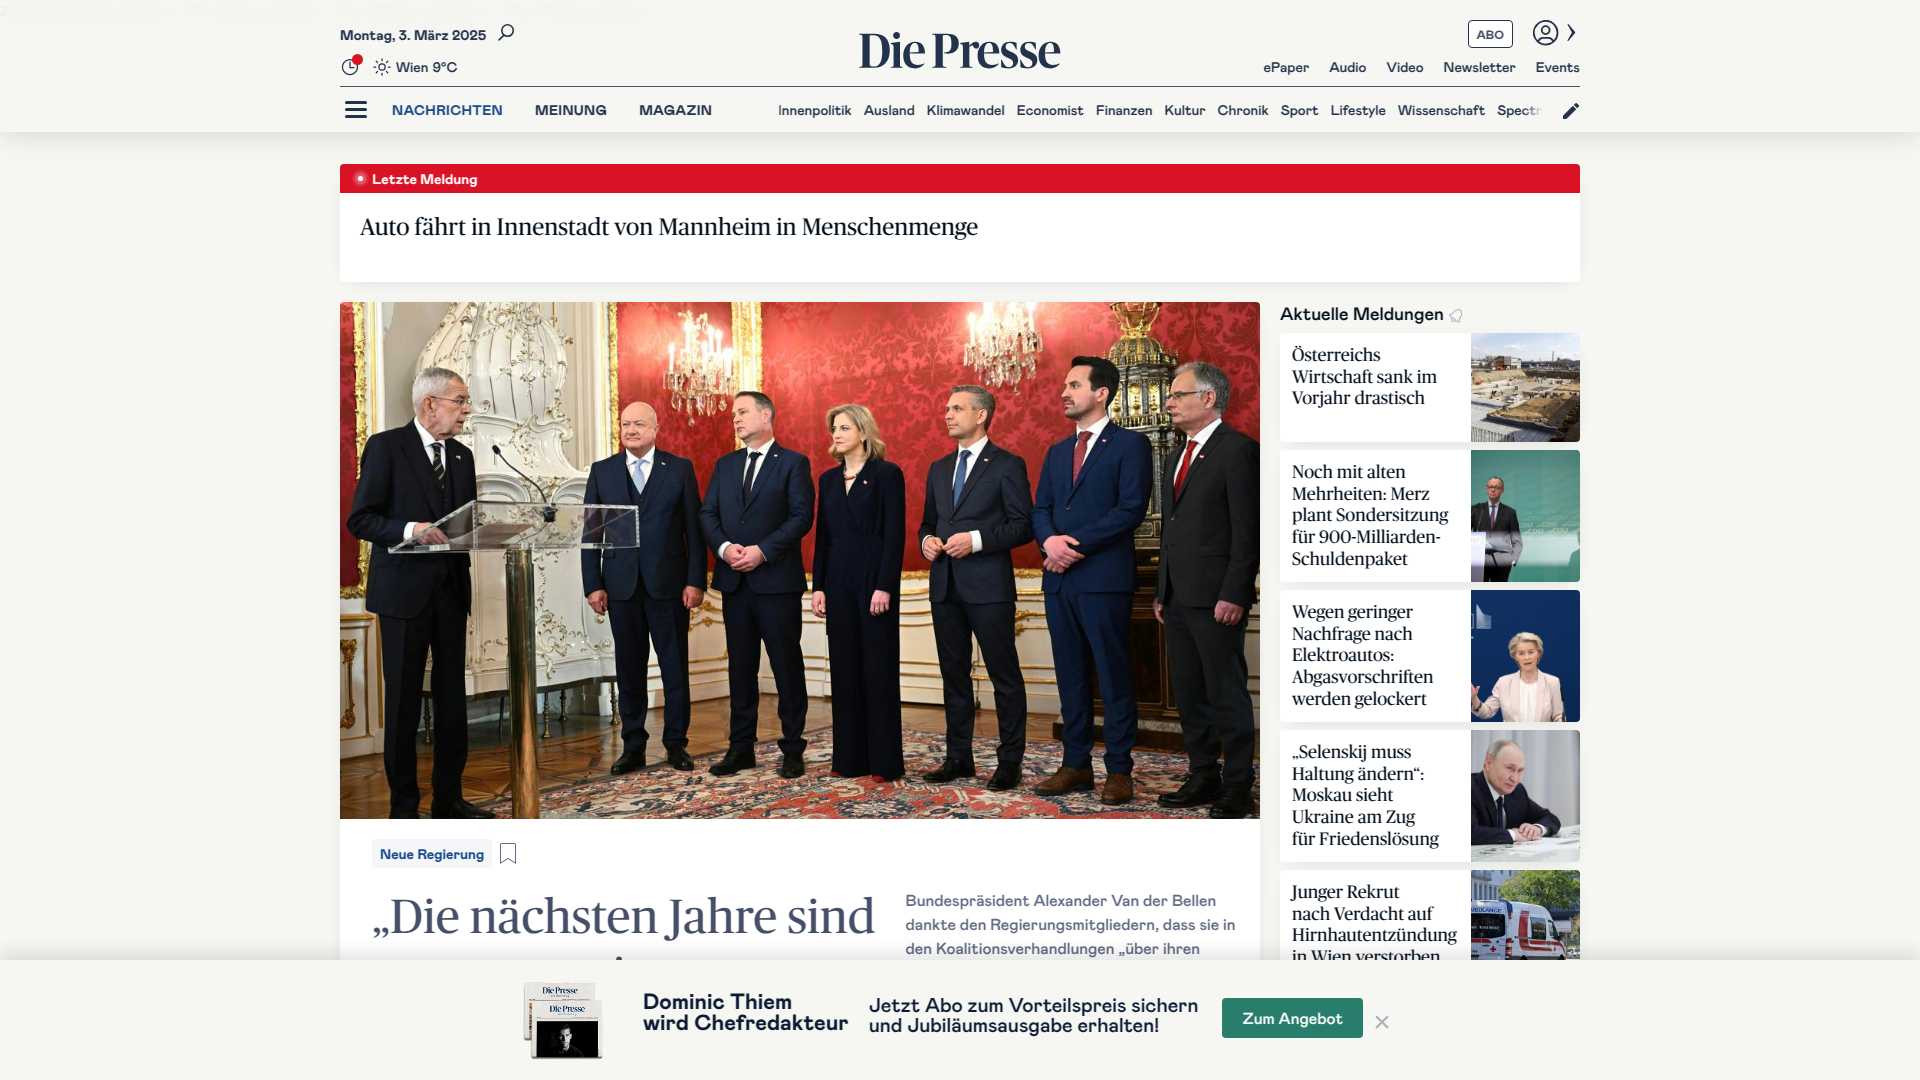 Montag, 3. März 2025
Die Presse
ABO
Wien 9°C
ePaper Audio Video Newsletter Events
NACHRICHTEN MEINUNG MAGAZIN
Innenpolitik Ausland Klimawandel Economist Finanzen Kultur Chronik Sport Lifestyle Wissenschaft Spectr
Letzte Meldung
Auto fährt in Innenstadt von Mannheim in Menschenmenge
Neue Regierung
„Die nächsten Jahre sind
Bundespräsident Alexander Van der Bellen
dankte den Regierungsmitgliedern, dass sie in
den Koalitionsverhandlungen „über ihren
Aktuelle Meldungen
Österreichs
Wirtschaft sank im
Vorjahr drastisch
Noch mit alten
Mehrheiten: Merz
plant Sondersitzung
für 900-Milliarden-
Schuldenpaket
Wegen geringer
Nachfrage nach
Elektroautos:
Abgasvorschriften
werden gelockert
„Selenskij muss
Haltung ändern“:
Moskau sieht
Ukraine am Zug
für Friedenslösung
Junger Rekrut
nach Verdacht auf
Hirnhautentzündung
in Wien verstorben
AMBULANCE
Die Presse
Die Presse
Dominic Thiem
wird Chefredakteur
Jetzt Abo zum Vorteilspreis sichern
und Jubiläumsausgabe erhalten!
Zum Angebot